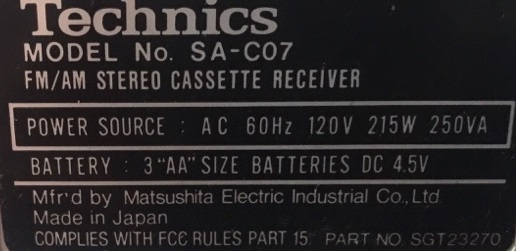 Technics
MODEL No. SA-C07
FM/AM STEREO CASSETTE RECEIVER
POWER SOURCE : AC 60Hz 120V 215W 250VA
BATTERY : 3 "AA" SIZE BATTERIES DC 4.5V
Mfr'd by Matsushita Electric Industrial Co., Ltd.
Made in Japan
COMPLIES WITH FCC RULES PART 15. PART NO. SGT23270